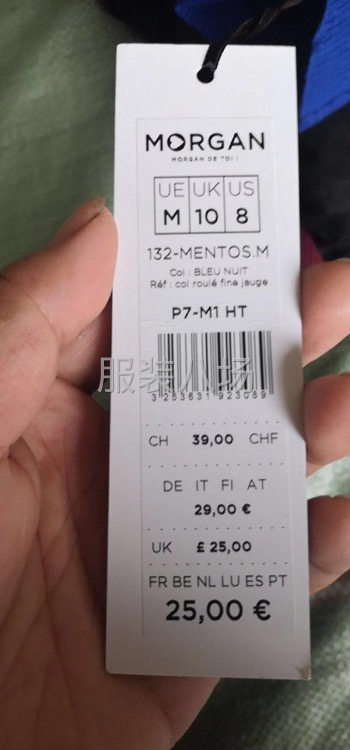 MORGAN
MORGAN DE TOI !
UE UK US
M 10 8
132-MENTOS.M
Col : BLEU NUIT
Réf : col roulé fine jauge
P7-M1 HT
服装人场
3253631923089
CH 39,00 CHF
DE IT FI AT
29,00 €
UK £ 25,00
FR BE NL LU ES PT
25,00 €